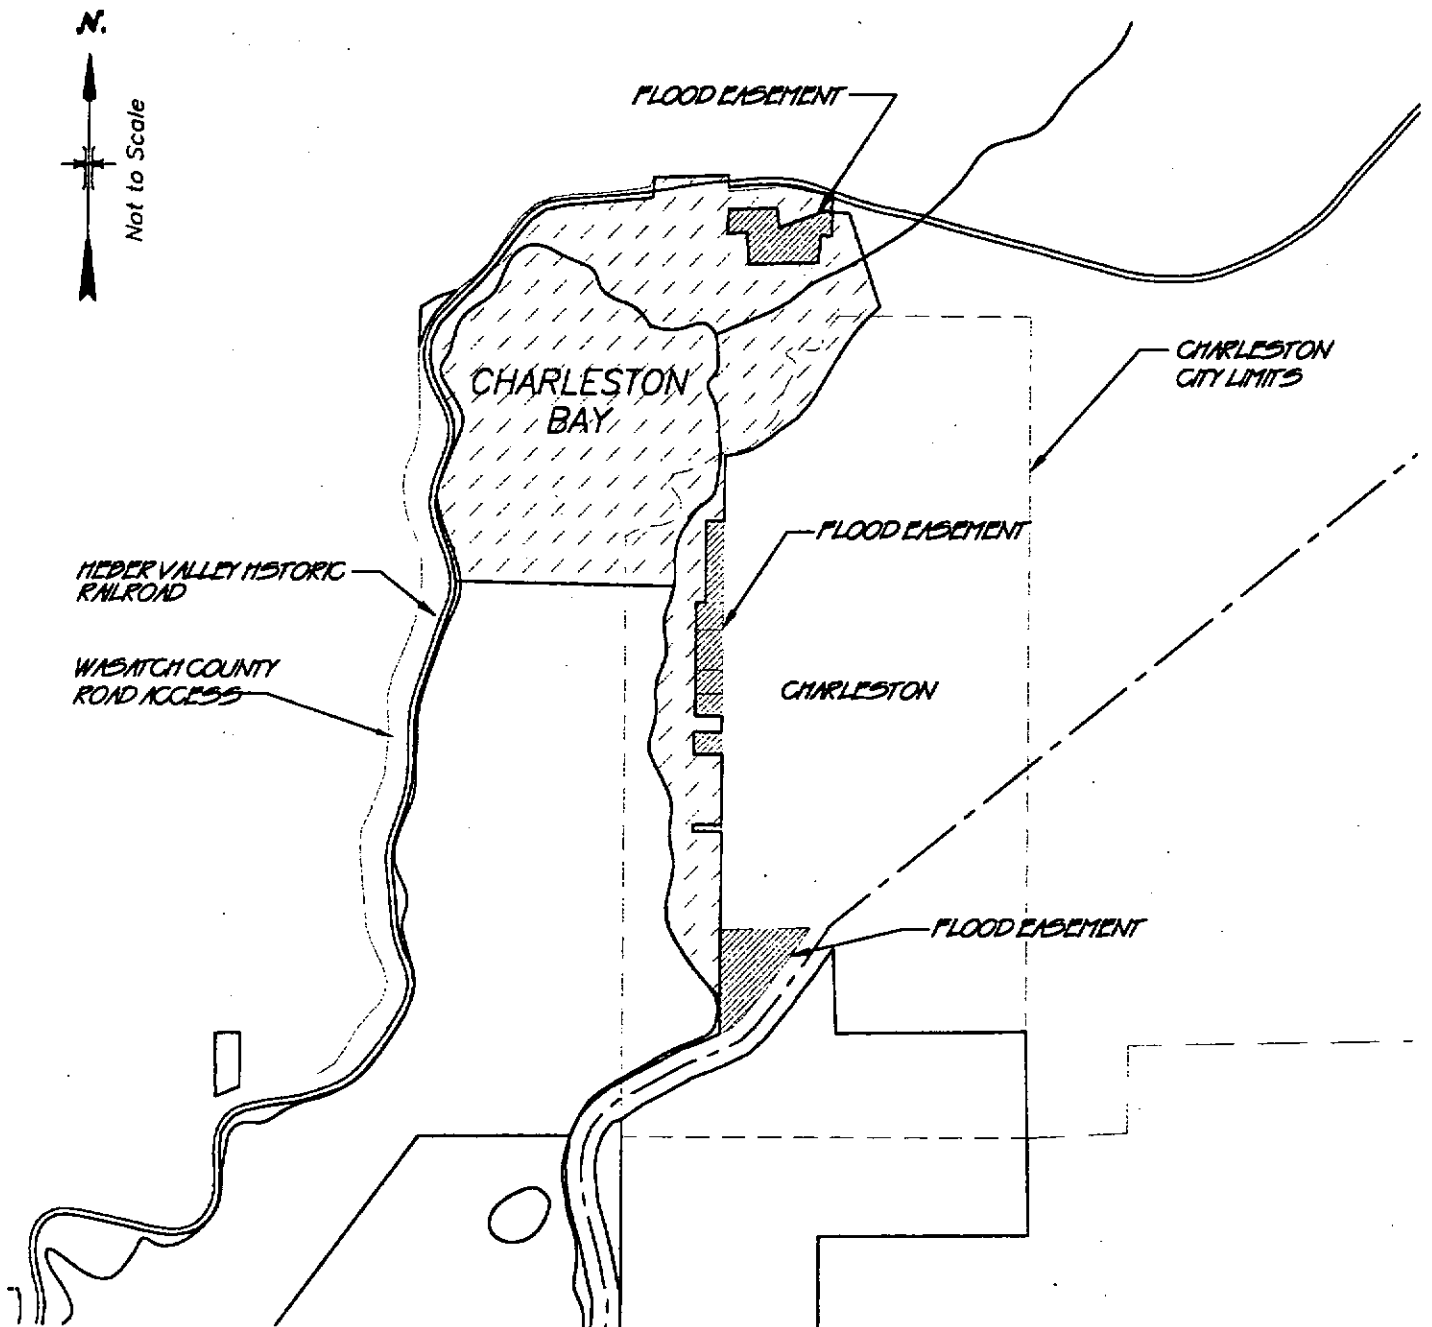 N.
Not to Scale
FLOOD EASEMENT
CHARLESTON
CITY LIMITS
CHARLESTON
BAY
FLOOD EASEMENT
HEBER VALLEY HISTORIC
RAILROAD
WASATCH COUNTY
ROAD ACCESS
CHARLESTON
FLOOD EASEMENT